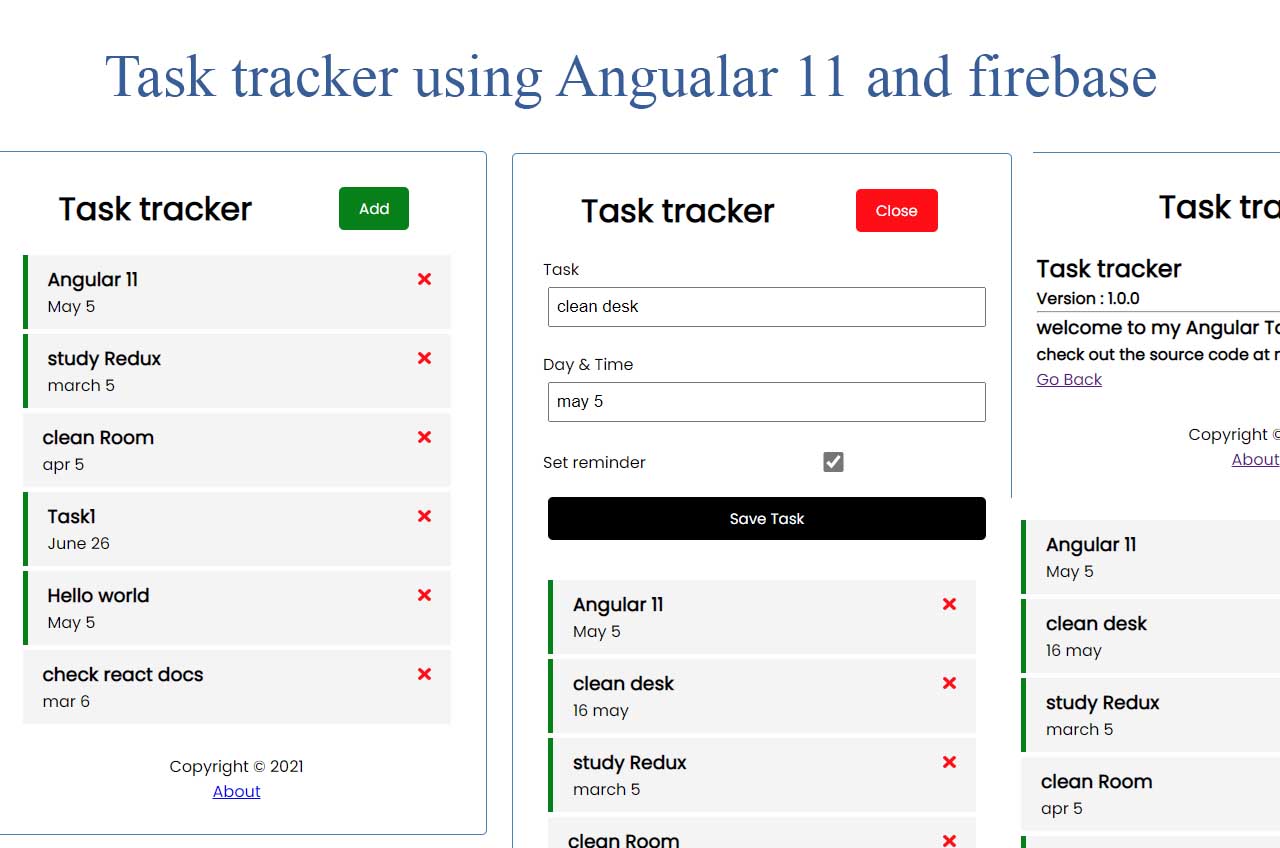 Task tracker using Angualar 11 and firebase
Task tracker
Add
Angular 11
May 5
study Redux
march 5
clean Room
apr 5
Task1
June 26
Hello world
May 5
check react docs
mar 6
Copyright © 2021
About
Task tracker
Close
Task
clean desk
Day & Time
may 5
Set reminder
Save Task
Angular 11
May 5
clean desk
16 may
study Redux
march 5
clean Room
Task tra
Task tracker
Version : 1.0.0
welcome to my Angular Ta
check out the source code at
Go Back
Copyright ©
About
Angular 11
May 5
clean desk
16 may
study Redux
march 5
clean Room
apr 5